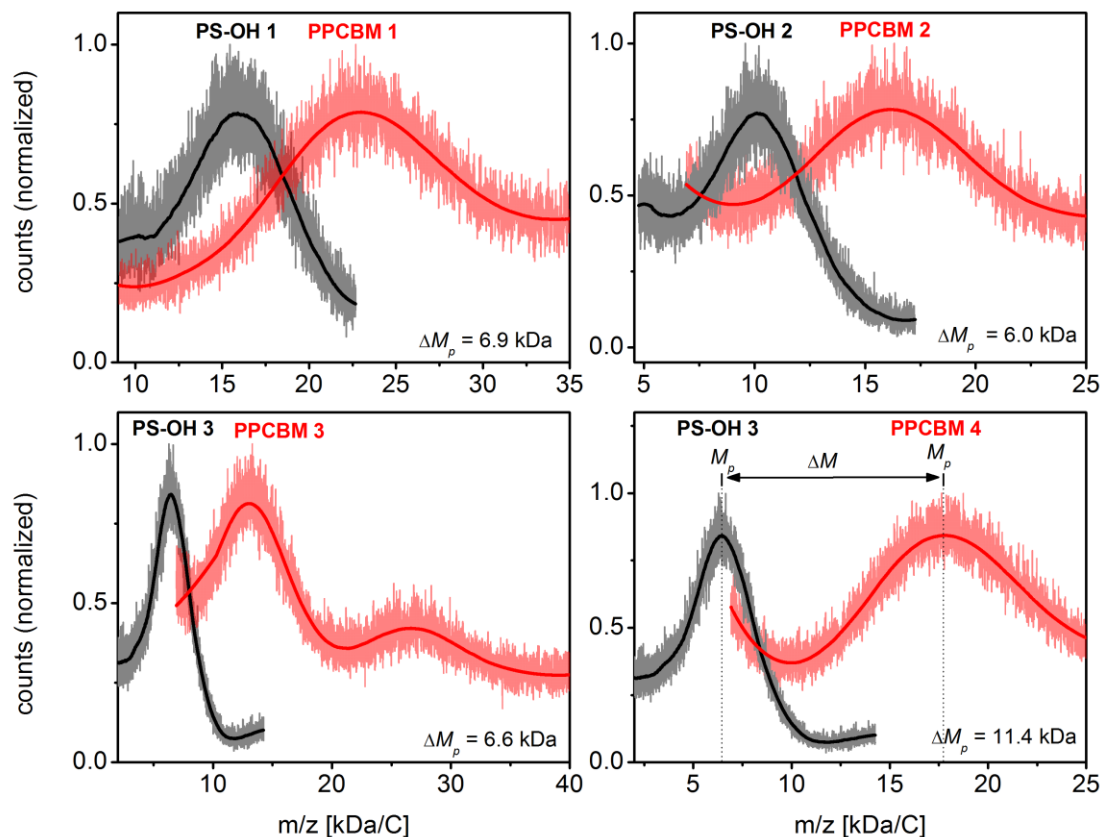 PS-OH 1 PPCBM 1
1.0
0.5
0.0
counts (normalized)
ΔMp = 6.9 kDa
10 15 20 25 30 35
PS-OH 2 PPCBM 2
1.0
0.5
0.0
ΔMp = 6.0 kDa
5 10 15 20 25
PS-OH 3 PPCBM 3
1.0
0.5
0.0
counts (normalized)
ΔMp = 6.6 kDa
10 20 30 40
m/z [kDa/C]
PS-OH 3 PPCBM 4
Mp ΔM Mp
1.0
0.5
0.0
ΔMp = 11.4 kDa
5 10 15 20 25
m/z [kDa/C]